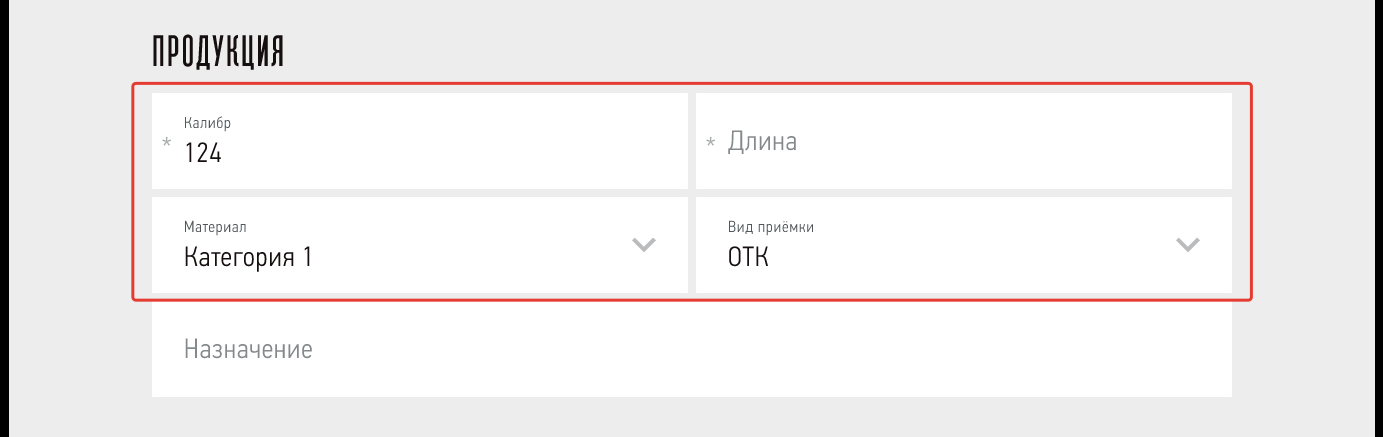 ПРОДУКЦИЯ
Калибр
* 124
* Длина
Материал
Категория 1
Вид приёмки
ОТК
Назначение